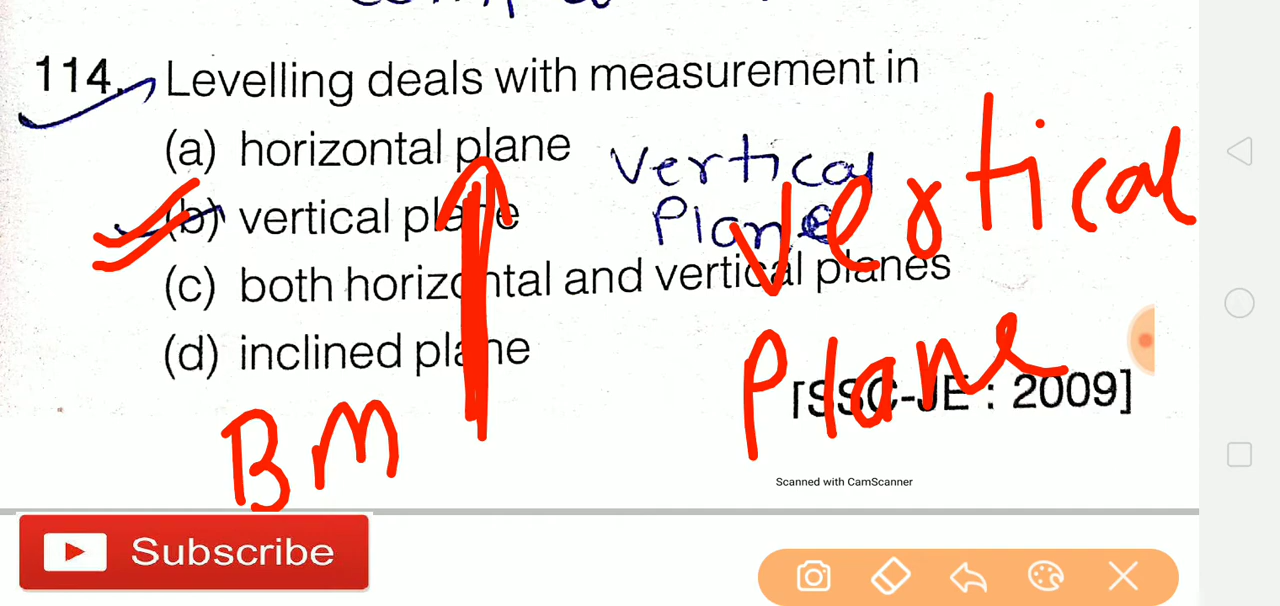 114. Levelling deals with measurement in
(a) horizontal plane
vertical
Plane
(b) vertical plane
vertical
Plane
(c) both horizontal and vertical planes
(d) inclined plane
[SSC-JE : 2009]
BM
Scanned with CamScanner
Subscribe